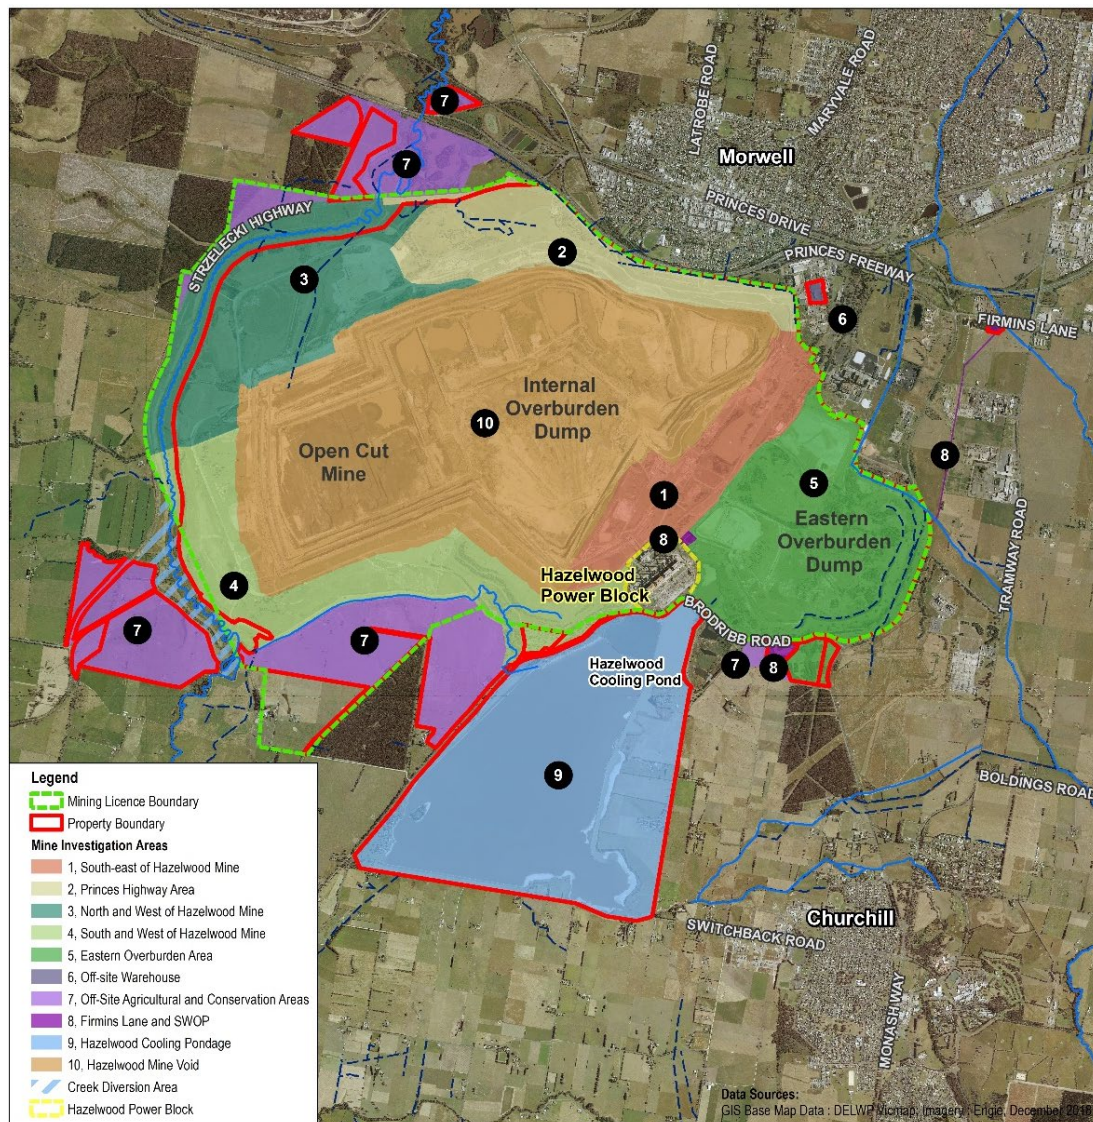 7
7
LATROBE ROAD
MARYVALE ROAD
Morwell
PRINCES DRIVE
STRZELECKI HIGHWAY
2
PRINCES FREEWAY
3
6
FIRMINS LANE
Internal
Overburden
Dump
10
Open Cut
Mine
8
1
5
Eastern
Overburden
Dump
8
TRAMWAY ROAD
Hazelwood
Power Block
4
BRODRIBB ROAD
7
7
7
8
Hazelwood
Cooling Pond
9
BOLDINGS ROAD
Churchill
SWITCHBACK ROAD
MONASH WAY
Legend
Mining Licence Boundary
Property Boundary
Mine Investigation Areas
1, South-east of Hazelwood Mine
2, Princes Highway Area
3, North and West of Hazelwood Mine
4, South and West of Hazelwood Mine
5, Eastern Overburden Area
6, Off-site Warehouse
7, Off-Site Agricultural and Conservation Areas
8, Firmins Lane and SWOP
9, Hazelwood Cooling Pondage
10, Hazelwood Mine Void
Creek Diversion Area
Hazelwood Power Block
Data Sources:
GIS Base Map Data : DELWP Vicmap; Imagery : Engie, December 2018